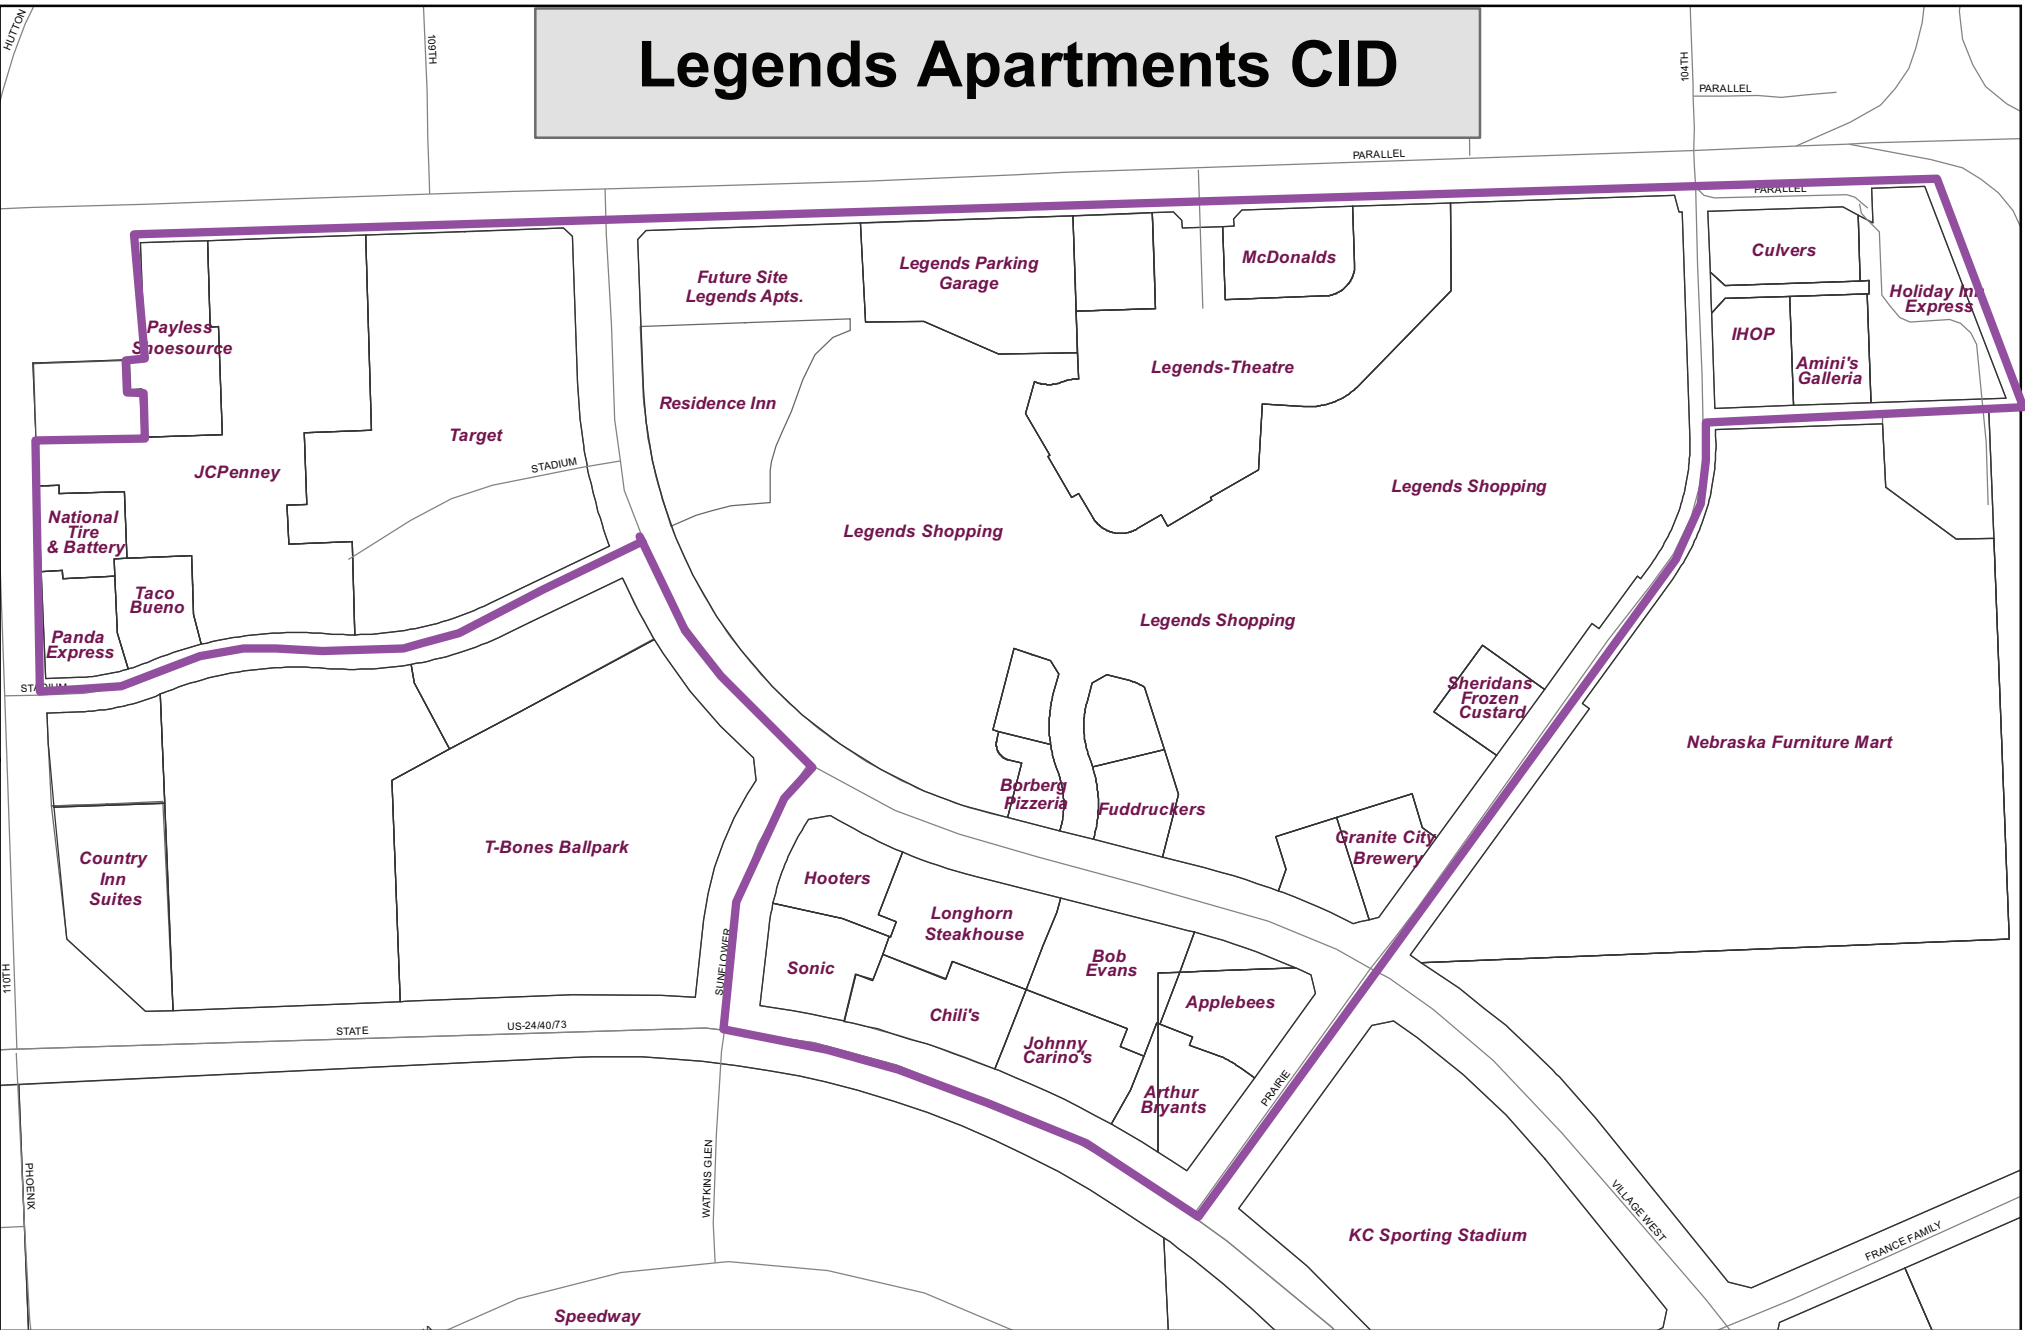 Legends Apartments CID
HUTTON
109TH
104TH
PARALLEL
PARALLEL
PARALLEL
Culvers
McDonalds
Legends Parking
Garage
Future Site
Legends Apts.
Holiday Inn
Express
Payless
Shoesource
IHOP
Amini's
Galleria
Legends-Theatre
Residence Inn
Target
STADIUM
JCPenney
Legends Shopping
National
Tire
& Battery
Legends Shopping
Taco
Bueno
Legends Shopping
Panda
Express
STADIUM
Sheridans
Frozen
Custard
Nebraska Furniture Mart
Borberg
Pizzeria
Fuddruckers
Granite City
Brewery
T-Bones Ballpark
Country
Inn
Suites
Hooters
Longhorn
Steakhouse
Sonic
Bob
Evans
SUNFLOWER
110TH
Applebees
Chili's
STATE
US-24/40/73
Johnny
Carino's
Arthur
Bryants
PRAIRIE
PHOENIX
WATKINS GLEN
VILLAGE WEST
KC Sporting Stadium
FRANCE FAMILY
Speedway